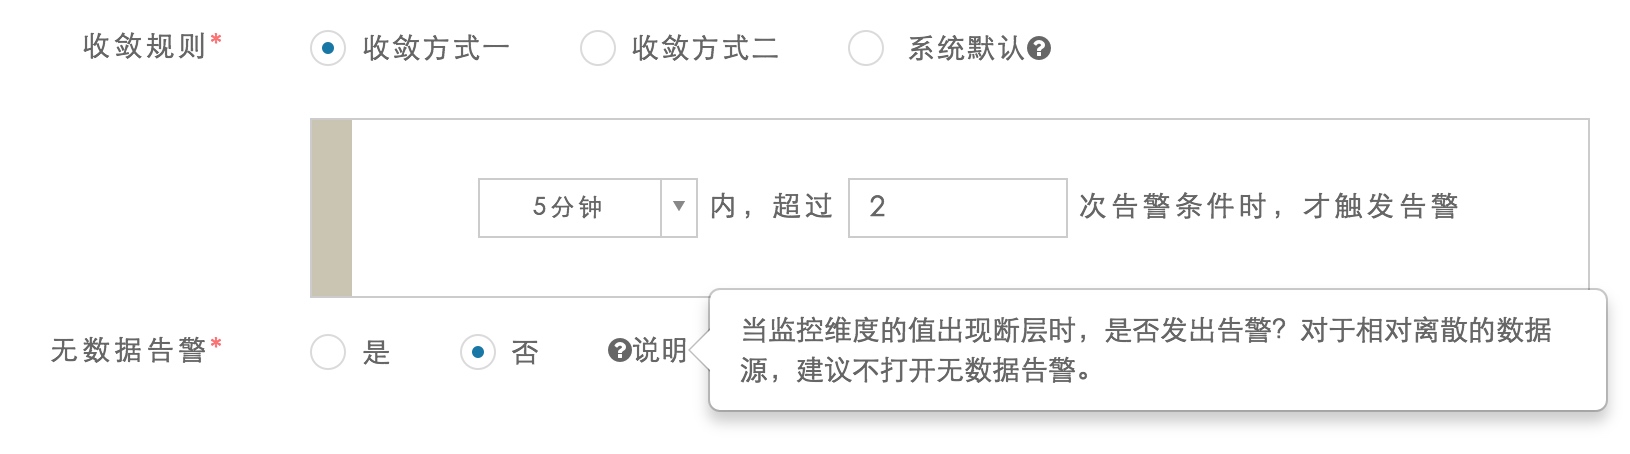 收敛规则* 收敛方式一 收敛方式二 系统默认?
5分钟 内，超过 2 次告警条件时，才触发告警
无数据告警* 是 否 ?说明
当监控维度的值出现断层时，是否发出告警？对于相对离散的数据
源，建议不打开无数据告警。